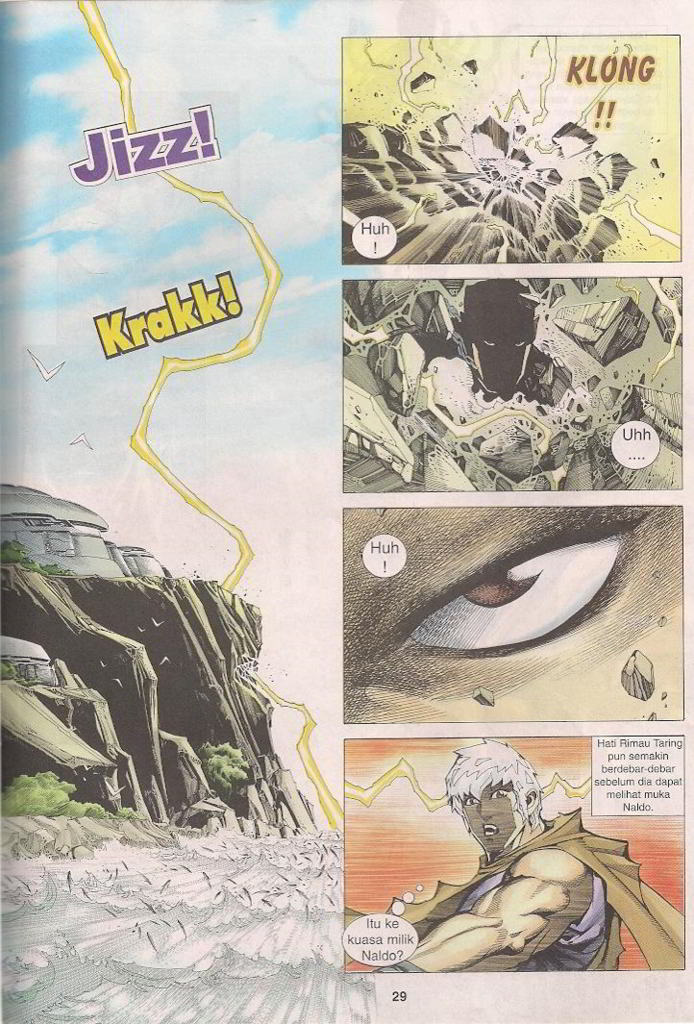 Jizz!
Krakk!
KLONG
!!
Huh
!
Uhh
....
Huh
!
Hati Rimau Taring
pun semakin
berdebar-debar
sebelum dia dapat
melihat muka
Naldo.
Itu ke
kuasa milik
Naldo?
29